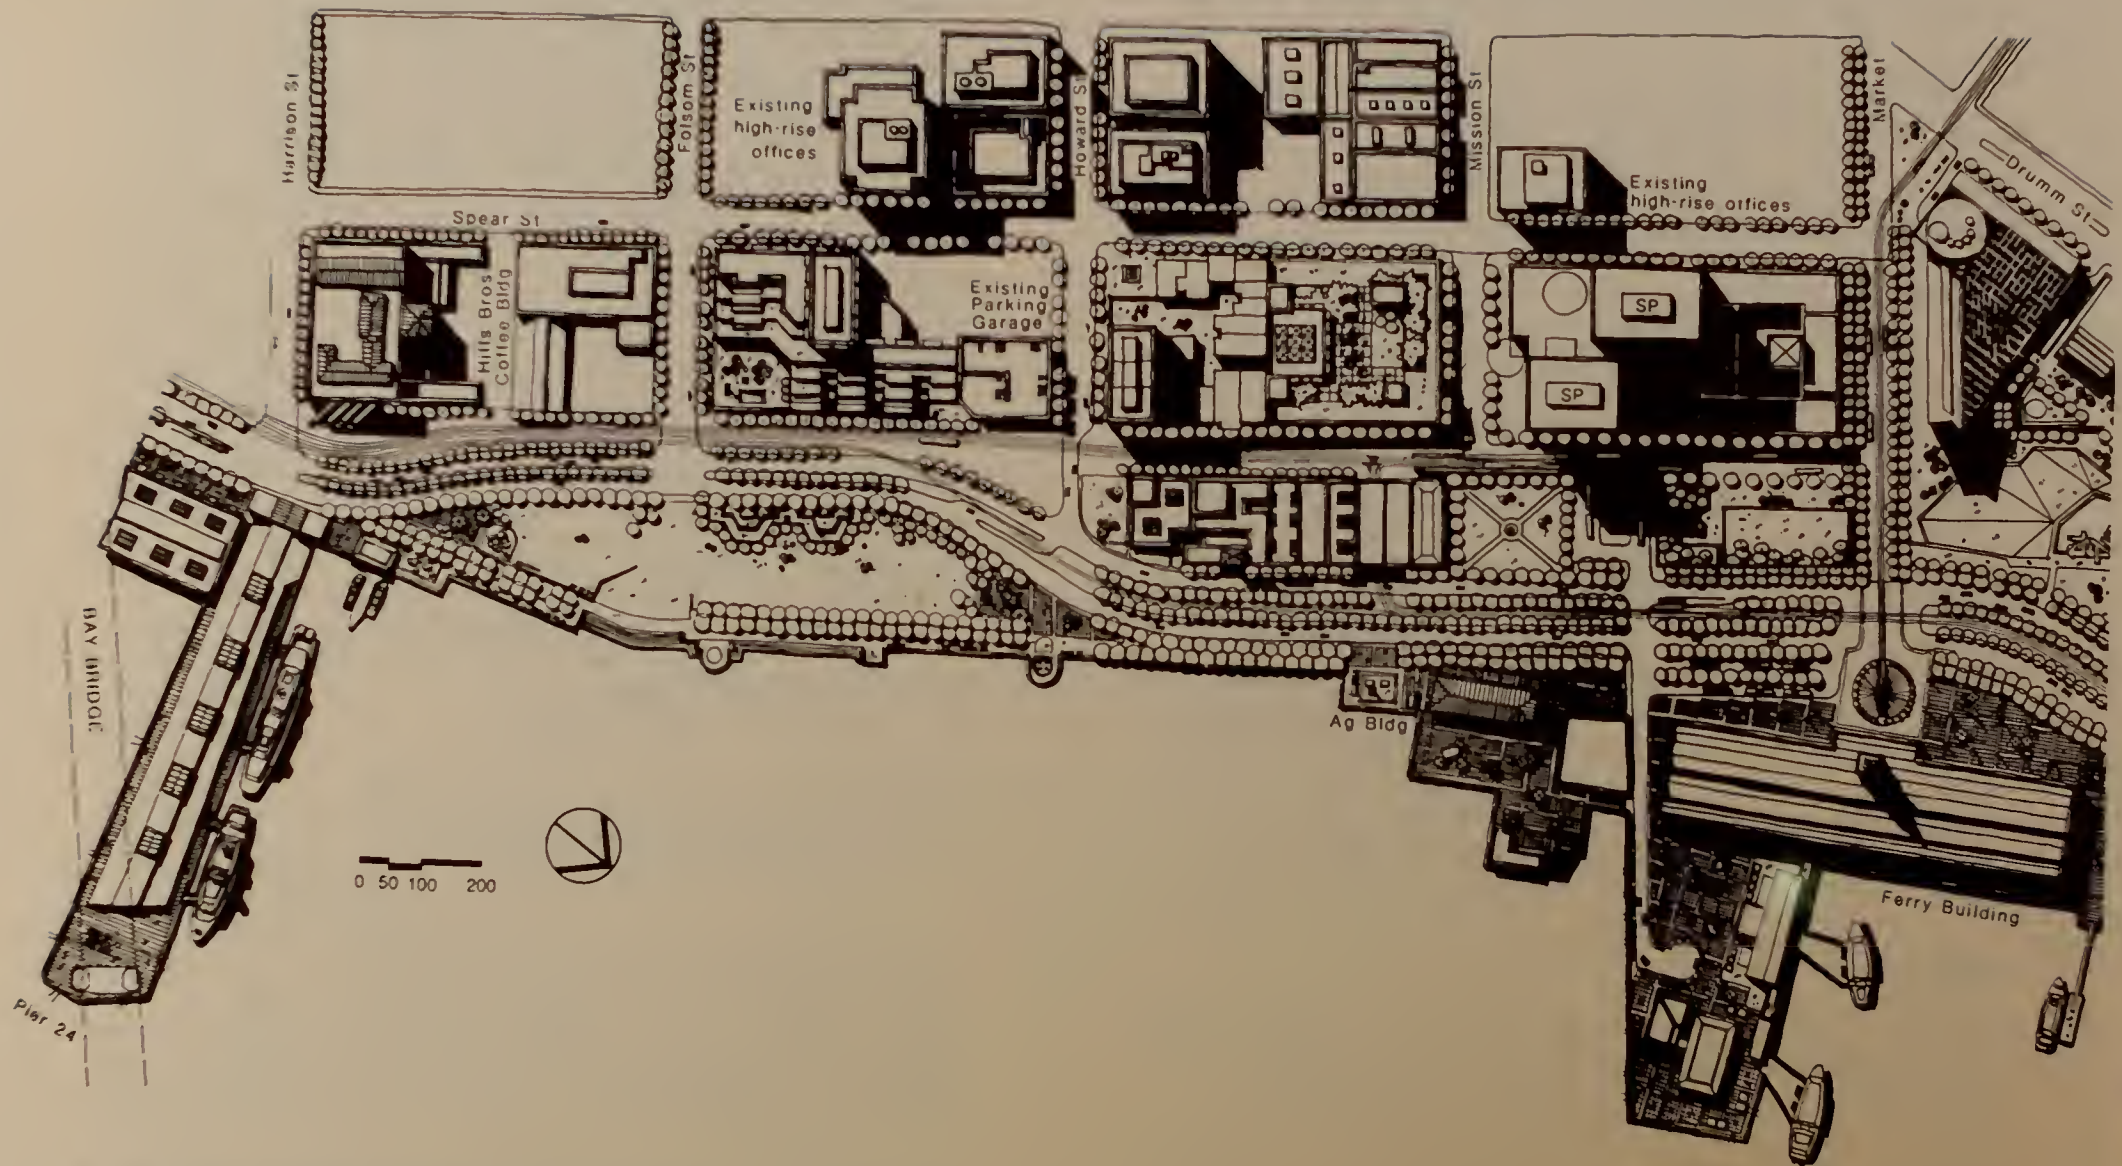 Harrison St
Folsom St
Existing
high-rise
offices
Howard St
Mission St
Market
Drumm St
Existing
high-rise offices
Spear St
Hills Bros
Coffee Bldg
Existing
Parking
Garage
SP
SP
BAY BRIDGE
Pier 24
0 50 100 200
Ag Bldg
Ferry Building